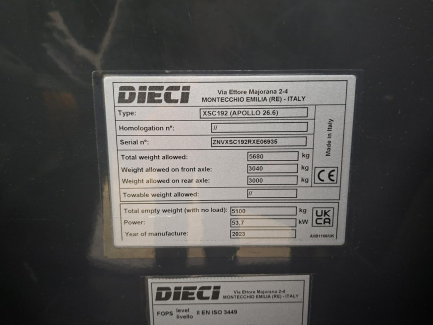 DIECI
Via Ettore Majorana 2-4
MONTECCHIO EMILIA (RE) - ITALY
Type: XSC192 (APOLLO 26.6)
Homologation n°: //
Serial n°: ZNVXSC192RXE06935
Total weight allowed: 5680 kg
Weight allowed on front axle: 3040 kg
Weight allowed on rear axle: 3000 kg
Towable weight allowed: //
Total empty weight (with no load): 5100 kg
Power: 53,7 kW
Year of manufacture: 2023
Made in Italy
CE
UK
CA
DIECI
Via Ettore Majorana 2-4
MONTECCHIO EMILIA (RE) - ITALY
FOPS level
livello II EN ISO 3449